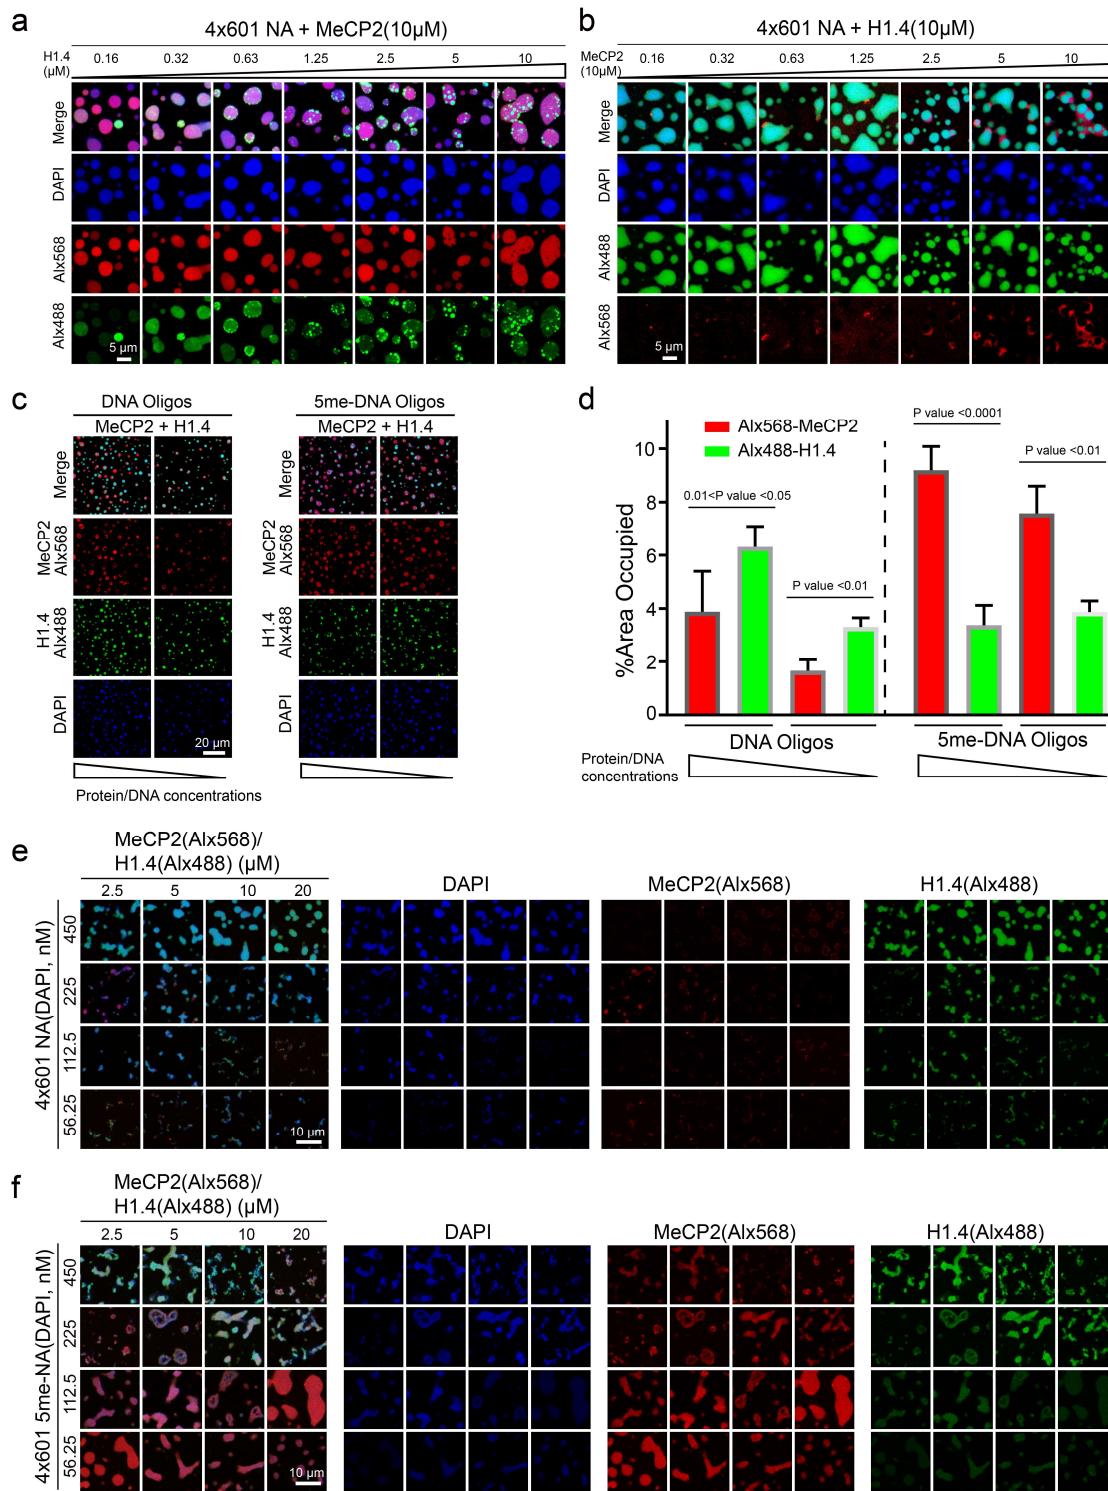 a
4x601 NA + MeCP2(10µM)
H1.4
(µM)
0.16 0.32 0.63 1.25 2.5 5 10
Merge
DAPI
Alx568
Alx488
5 µm
b
4x601 NA + H1.4(10µM)
MeCP2
(10µM)
0.16 0.32 0.63 1.25 2.5 5 10
Merge
DAPI
Alx488
Alx568
5 µm
c
DNA Oligos
MeCP2 + H1.4
5me-DNA Oligos
MeCP2 + H1.4
Merge
MeCP2
Alx568
H1.4
Alx488
DAPI
20 µm
Merge
MeCP2
Alx568
H1.4
Alx488
DAPI
Protein/DNA concentrations
d
Alx568-MeCP2
Alx488-H1.4
P value <0.0001
P value <0.01
0.01<P value <0.05
P value <0.01
%Area Occupied
10
8
6
4
2
0
DNA Oligos
5me-DNA Oligos
Protein/DNA
concentrations
e
MeCP2(Alx568)/
H1.4(Alx488) (µM)
2.5 5 10 20
DAPI
MeCP2(Alx568)
H1.4(Alx488)
4x601 NA(DAPI, nM)
450
225
112.5
56.25
10 µm
f
MeCP2(Alx568)/
H1.4(Alx488) (µM)
2.5 5 10 20
DAPI
MeCP2(Alx568)
H1.4(Alx488)
4x601 5me-NA(DAPI, nM)
450
225
112.5
56.25
10 µm